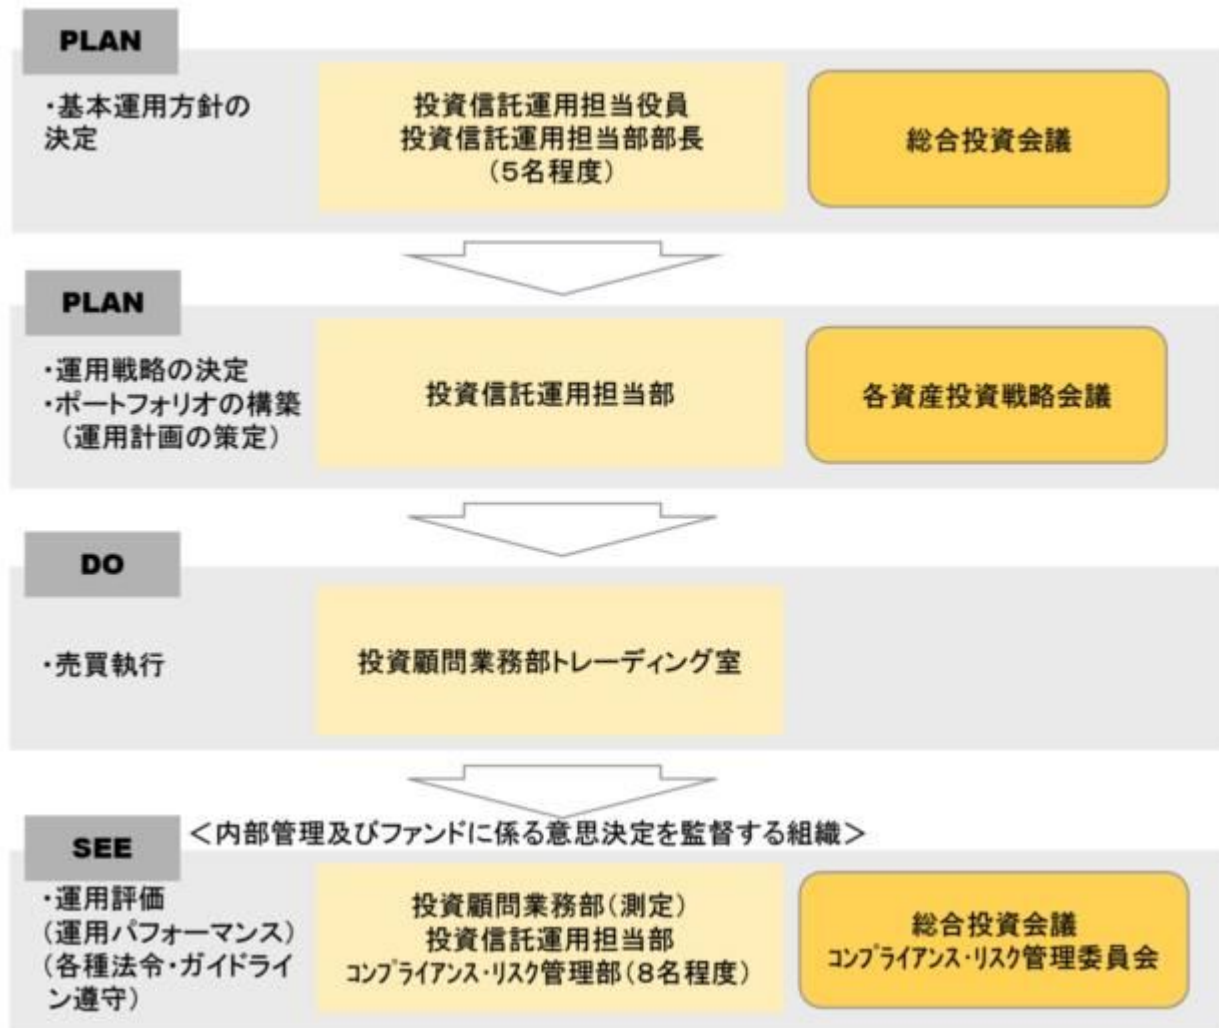 PLAN
・基本運用方針の
決定
投資信託運用担当役員
投資信託運用担当部部長
(5名程度)
総合投資会議
PLAN
・運用戦略の決定
・ポートフォリオの構築
(運用計画の策定)
投資信託運用担当部
各資産投資戦略会議
DO
・売買執行
投資顧問業務部トレーディング室
SEE
<内部管理及びファンドに係る意思決定を監督する組織>
・運用評価
(運用パフォーマンス)
(各種法令・ガイドライ
ン遵守)
投資顧問業務部(測定)
投資信託運用担当部
コンプライアンス・リスク管理部(8名程度)
総合投資会議
コンプライアンス・リスク管理委員会